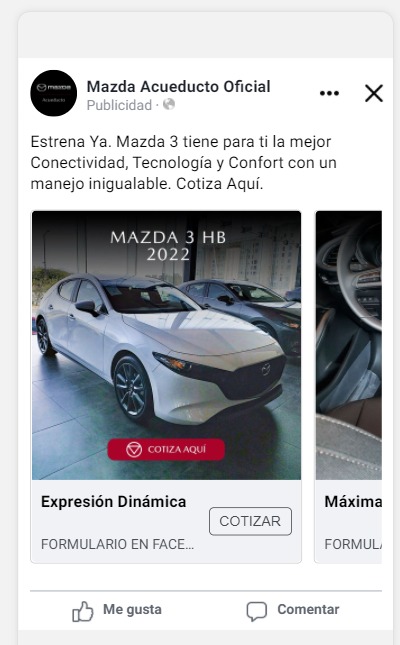 mazda
Acueducto
Mazda Acueducto Oficial
Publicidad ·
Estrena Ya. Mazda 3 tiene para ti la mejor
Conectividad, Tecnología y Confort con un
manejo inigualable. Cotiza Aquí.
MAZDA 3 HB
2022
COTIZA AQUÍ
Expresión Dinámica
COTIZAR
FORMULARIO EN FACE...
Máxima
FORMUL
Me gusta
Comentar